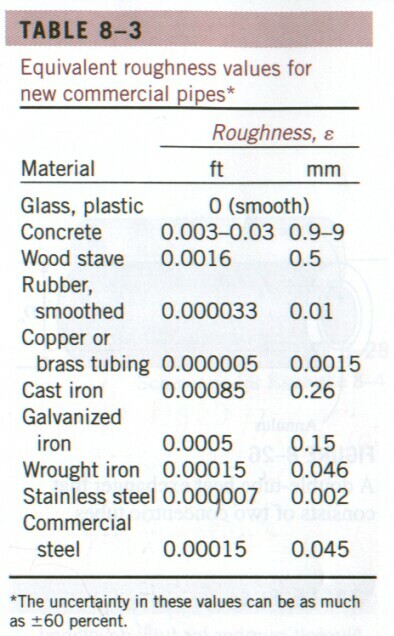 TABLE 8–3
Equivalent roughness values for
new commercial pipes*
Roughness, ε
Material ft mm
Glass, plastic 0 (smooth)
Concrete 0.003–0.03 0.9–9
Wood stave 0.0016 0.5
Rubber,
smoothed 0.000033 0.01
Copper or
brass tubing 0.000005 0.0015
Cast iron 0.00085 0.26
Galvanized
iron 0.0005 0.15
Wrought iron 0.00015 0.046
Stainless steel 0.000007 0.002
Commercial
steel 0.00015 0.045
*The uncertainty in these values can be as much
as ±60 percent.